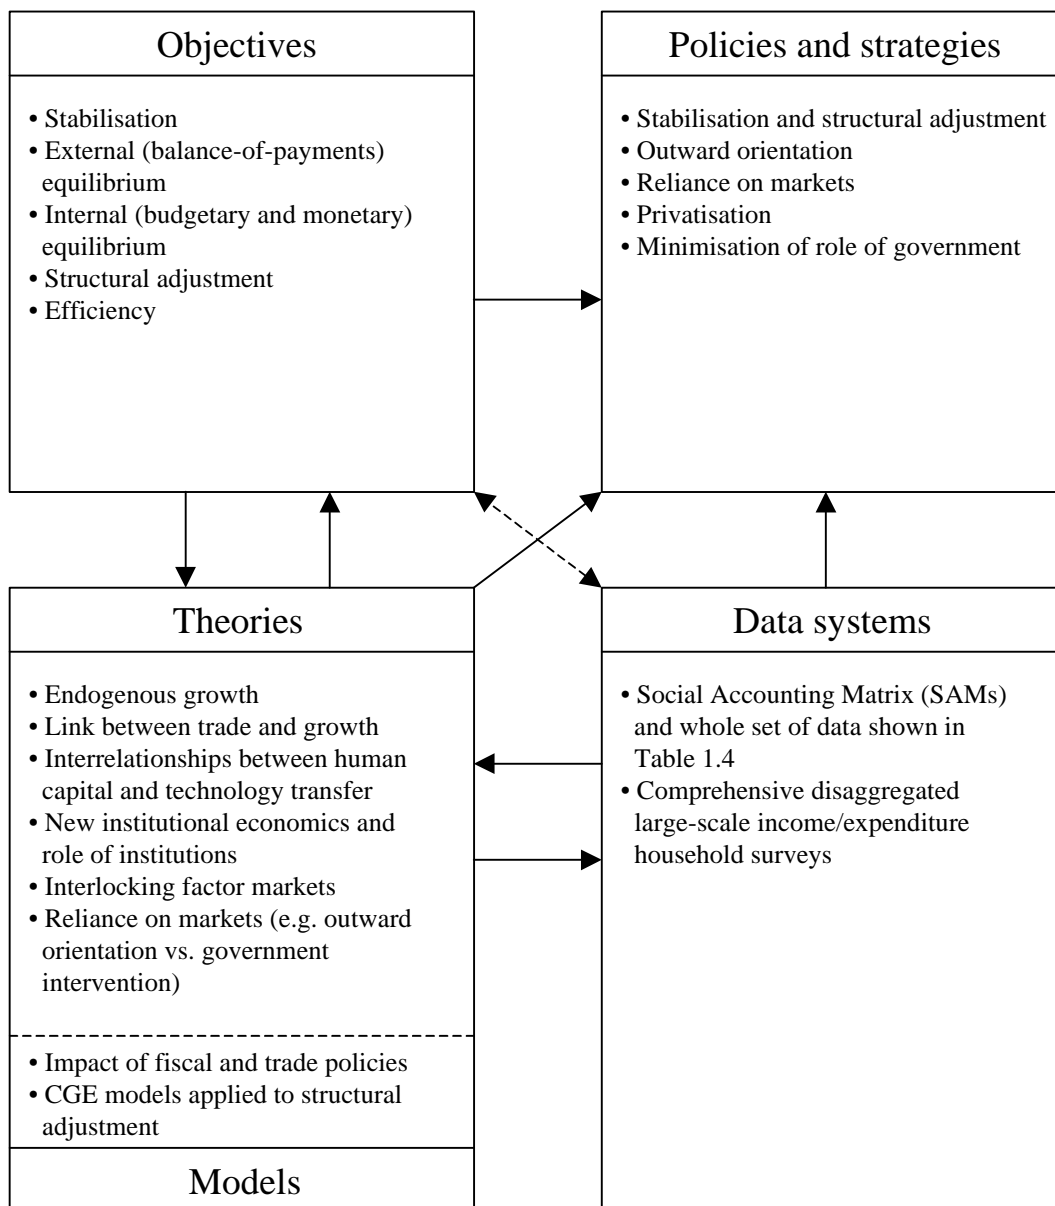 Objectives
• Stabilisation
• External (balance-of-payments)
equilibrium
• Internal (budgetary and monetary)
equilibrium
• Structural adjustment
• Efficiency
Policies and strategies
• Stabilisation and structural adjustment
• Outward orientation
• Reliance on markets
• Privatisation
• Minimisation of role of government
Theories
• Endogenous growth
• Link between trade and growth
• Interrelationships between human
capital and technology transfer
• New institutional economics and
role of institutions
• Interlocking factor markets
• Reliance on markets (e.g. outward
orientation vs. government
intervention)
• Impact of fiscal and trade policies
• CGE models applied to structural
adjustment
Models
Data systems
• Social Accounting Matrix (SAMs)
and whole set of data shown in
Table 1.4
• Comprehensive disaggregated
large-scale income/expenditure
household surveys